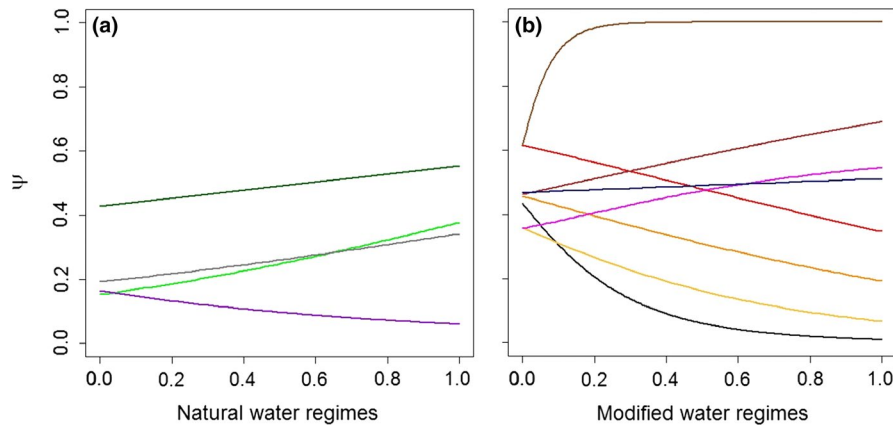 (a)
(b)
Ψ
1.0
0.8
0.6
0.4
0.2
0.0
0.0 0.2 0.4 0.6 0.8 1.0
0.0 0.2 0.4 0.6 0.8 1.0
Natural water regimes
Modified water regimes